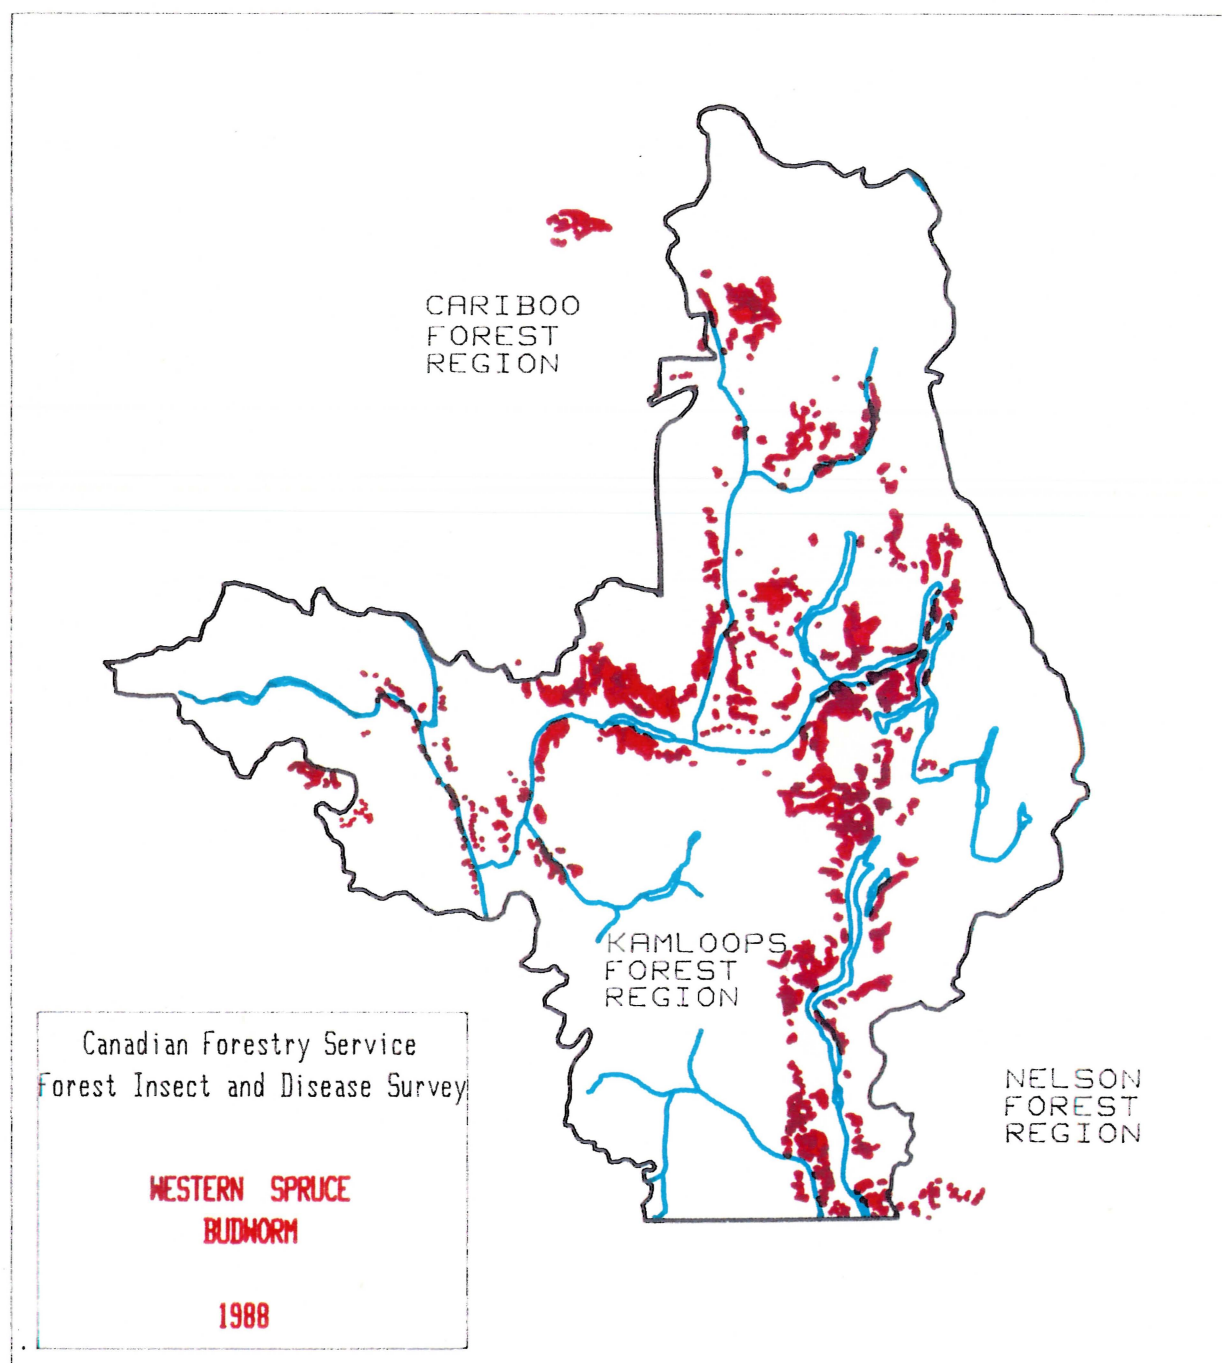 CARIBOO
FOREST
REGION
KAMLOOPS
FOREST
REGION
NELSON
FOREST
REGION
Canadian Forestry Service
Forest Insect and Disease Survey
WESTERN SPRUCE
BUDWORM
1988